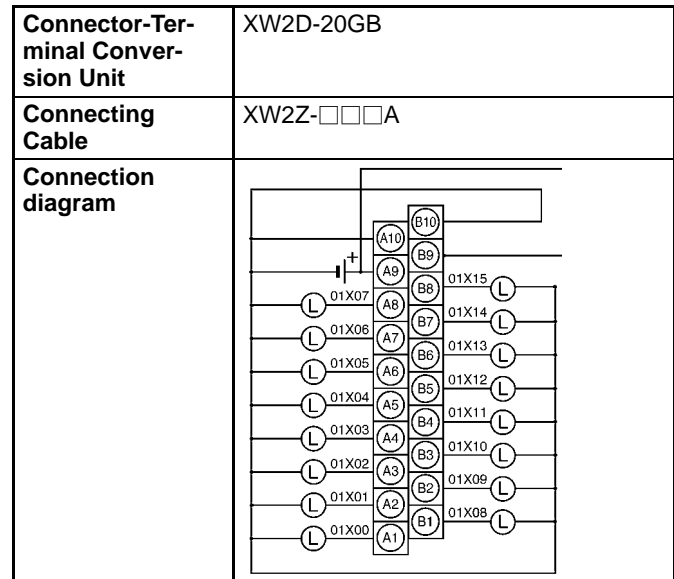 Connector-Ter-
minal Conver-
sion Unit
XW2D-20GB
Connecting
Cable
XW2Z-□□□A
Connection
diagram
B10
A10
B9
+
A9
01X15
B8
L
01X07
A8
L
01X14
B7
L
01X06
A7
L
01X13
B6
L
01X05
A6
L
01X12
B5
L
01X04
A5
L
01X11
B4
L
01X03
A4
L
01X10
B3
L
01X02
A3
L
01X09
B2
L
01X01
A2
L
01X08
B1
L
01X00
A1
L